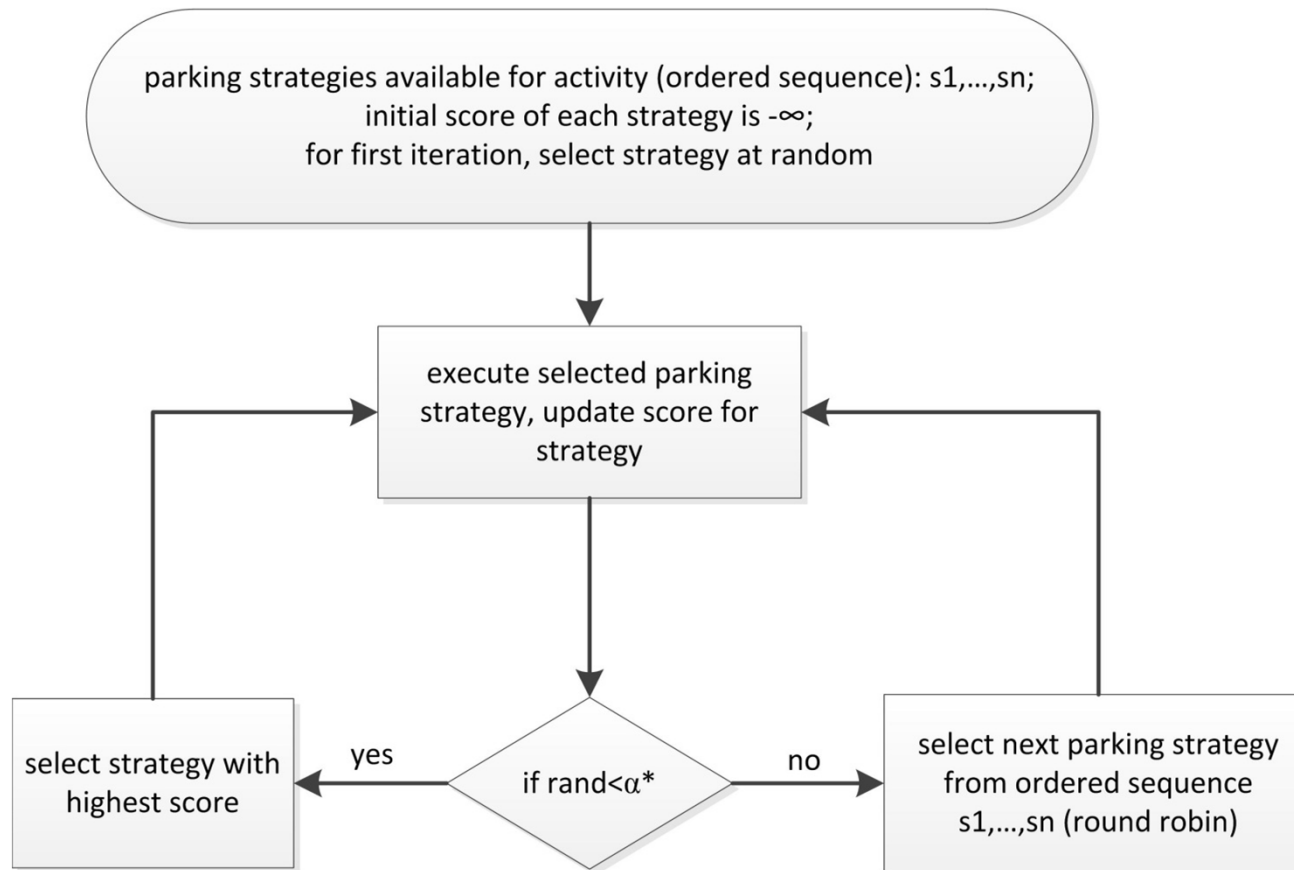 parking strategies available for activity (ordered sequence): s1,...,sn;
initial score of each strategy is -∞;
for first iteration, select strategy at random
execute selected parking
strategy, update score for
strategy
yes
if rand<α*
no
select strategy with
highest score
select next parking strategy
from ordered sequence
s1,...,sn (round robin)